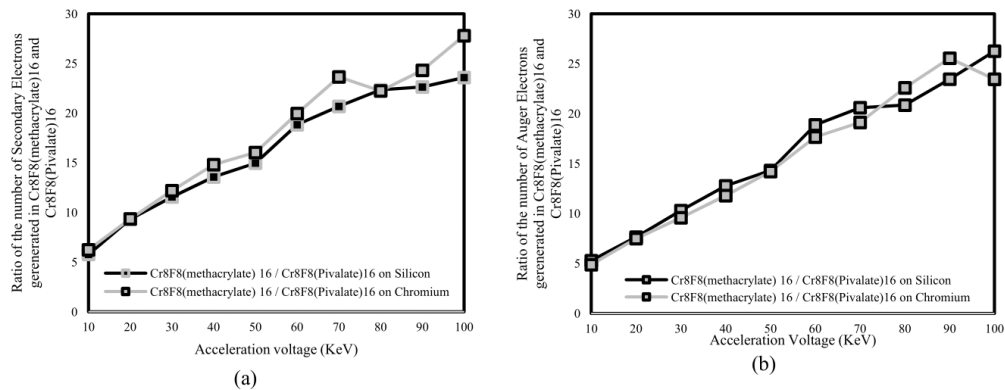 Ratio of the number of Secondary Electrons
gerenerated in Cr8F8(methacrylate)16 and
Cr8F8(Pivalate)16
30
25
20
15
10
5
0
Cr8F8(methacrylate) 16 / Cr8F8(Pivalate)16 on Silicon
Cr8F8(methacrylate) 16 / Cr8F8(Pivalate)16 on Chromium
10 20 30 40 50 60 70 80 90 100
Acceleration voltage (KeV)
(a)
Ratio of the number of Auger Electrons
gerenerated in Cr8F8(methacrylate)16 and
Cr8F8(Pivalate)16
30
25
20
15
10
5
0
Cr8F8(methacrylate) 16 / Cr8F8(Pivalate)16 on Silicon
Cr8F8(methacrylate) 16 / Cr8F8(Pivalate)16 on Chromium
10 20 30 40 50 60 70 80 90 100
Acceleration Voltage (KeV)
(b)